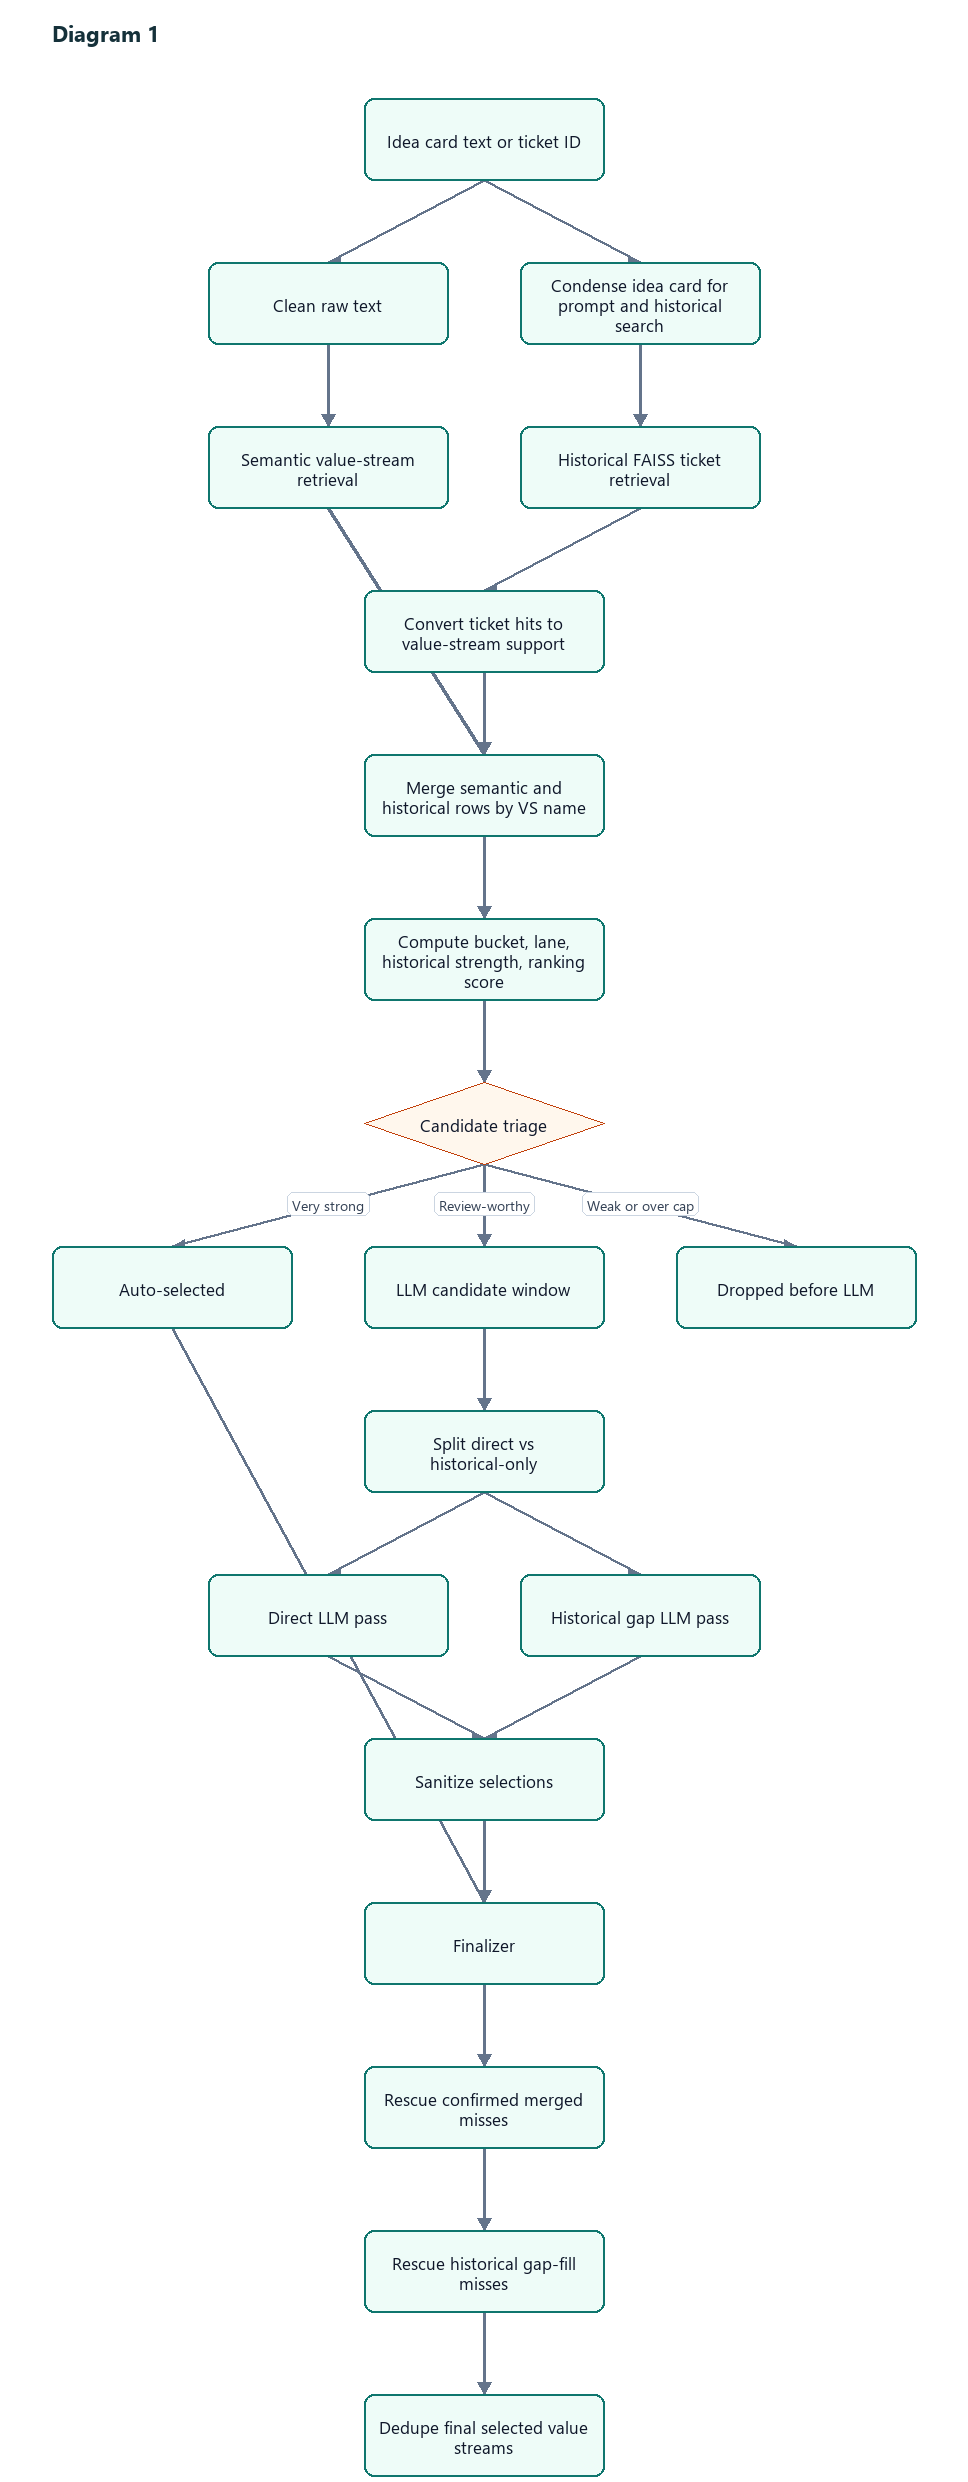 Diagram 1
Idea card text or ticket ID
Clean raw text
Condense idea card for
prompt and historical
search
Semantic value-stream
retrieval
Historical FAISS ticket
retrieval
Convert ticket hits to
value-stream support
Merge semantic and
historical rows by VS name
Compute bucket, lane,
historical strength, ranking
score
Candidate triage
Very strong
Review-worthy
Weak or over cap
Auto-selected
LLM candidate window
Dropped before LLM
Split direct vs
historical-only
Direct LLM pass
Historical gap LLM pass
Sanitize selections
Finalizer
Rescue confirmed merged
misses
Rescue historical gap-fill
misses
Dedupe final selected value
streams